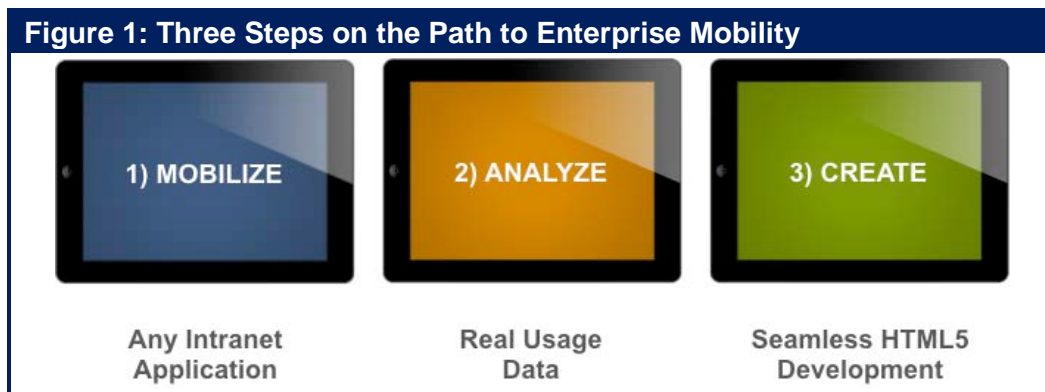 Figure 1: Three Steps on the Path to Enterprise Mobility
1) MOBILIZE
2) ANALYZE
3) CREATE
Any Intranet
Application
Real Usage
Data
Seamless HTML5
Development